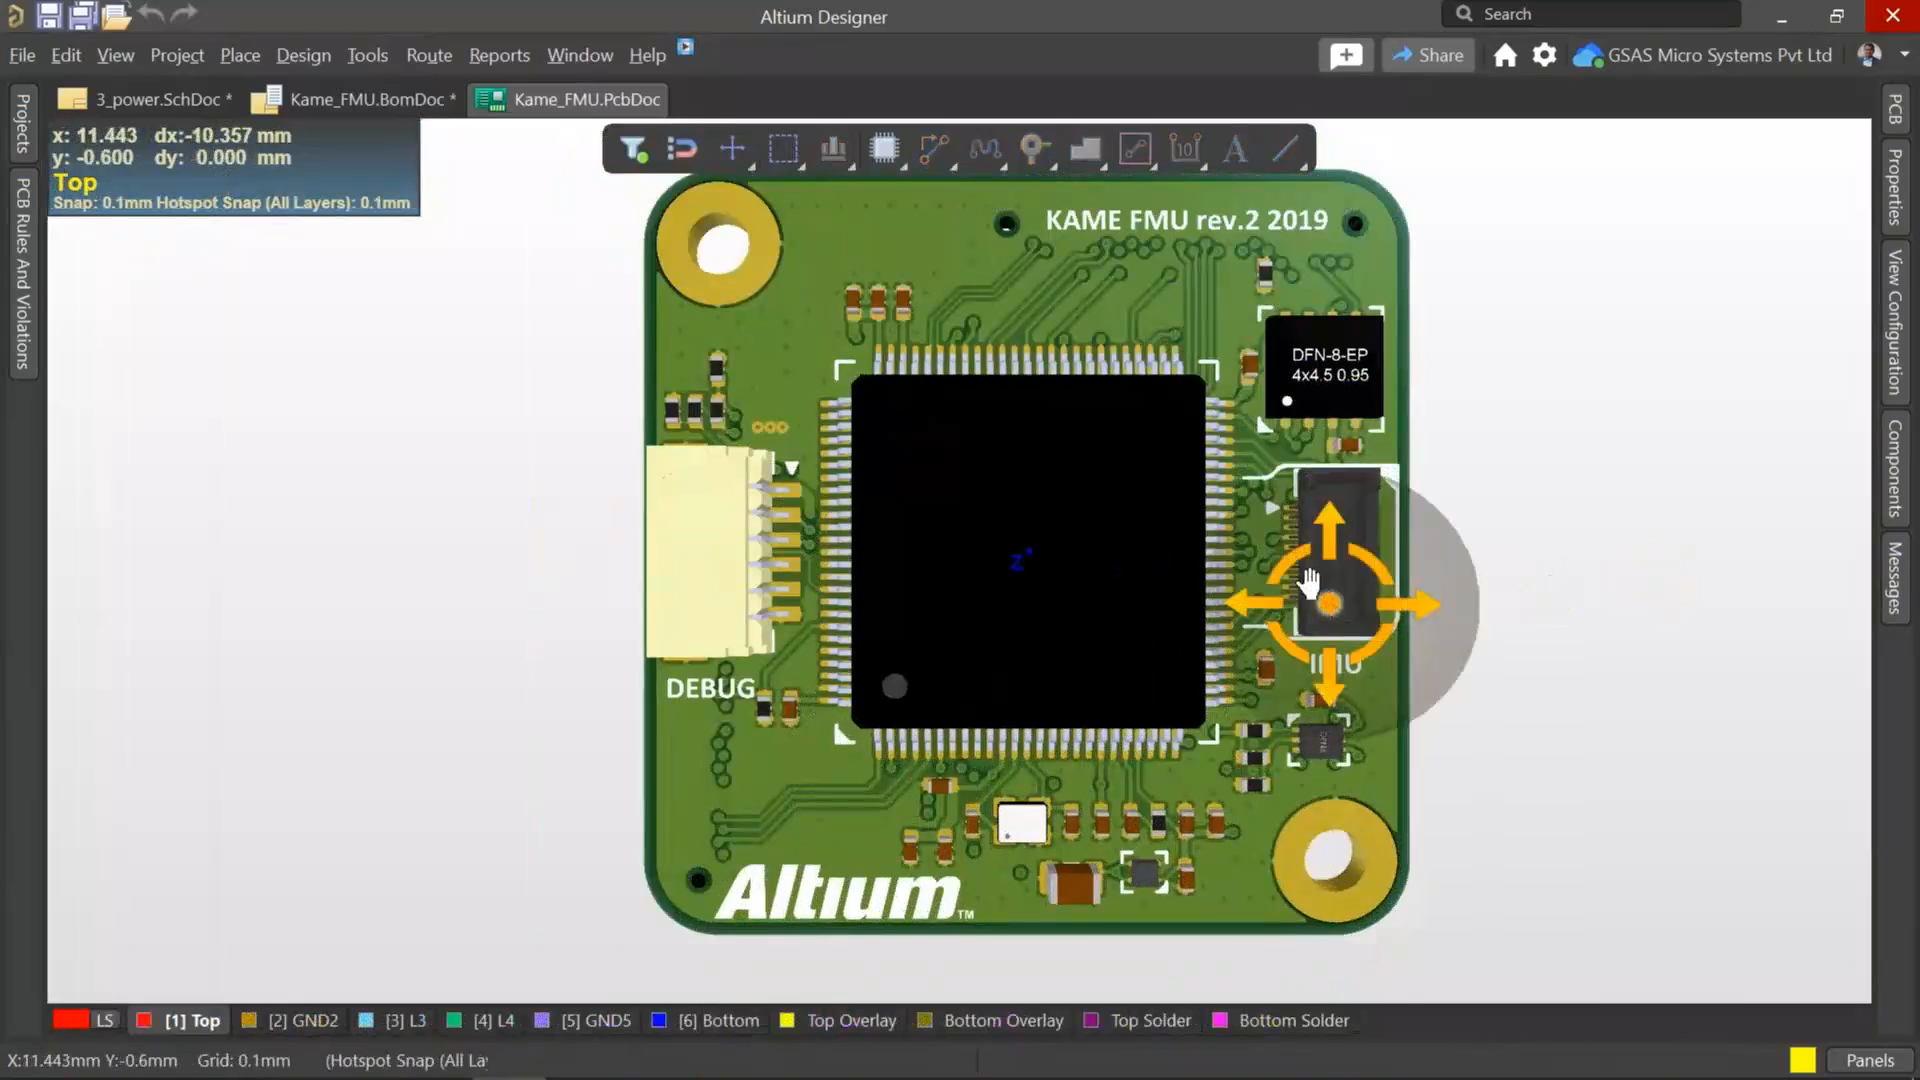 Altium Designer
Search
File Edit View Project Place Design Tools Route Reports Window Help
Share
GSAS Micro Systems Pvt Ltd
3_power.SchDoc *
Kame_FMU.BomDoc *
Kame_FMU.PcbDoc
x: 11.443 dx:-10.357 mm
y: -0.600 dy: 0.000 mm
Top
Snap: 0.1mm Hotspot Snap (All Layers): 0.1mm
Projects
PCB Rules And Violations
PCB
Properties
View Configuration
Components
Messages
KAME FMU rev.2 2019
DFN-8-EP
4x4.5 0.95
z
IMU
DEBUG
Altium™
LS
[1] Top
[2] GND2
[3] L3
[4] L4
[5] GND5
[6] Bottom
Top Overlay
Bottom Overlay
Top Solder
Bottom Solder
X:11.443mm Y:-0.6mm Grid: 0.1mm (Hotspot Snap (All La
Panels